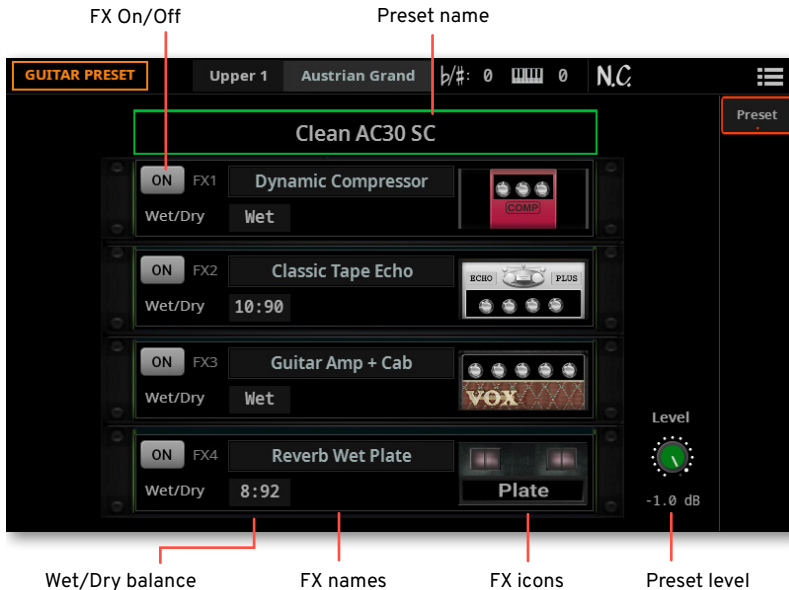 FX On/Off Preset name
GUITAR PRESET Upper 1 Austrian Grand ♭/#: 0 0 N.C.
Preset
Clean AC30 SC
ON FX1 Dynamic Compressor
COMP
Wet/Dry Wet
ON FX2 Classic Tape Echo
ECHO PLUS
Wet/Dry 10:90
ON FX3 Guitar Amp + Cab
Wet/Dry Wet
VOX
Level
ON FX4 Reverb Wet Plate
Wet/Dry 8:92
Plate
-1.0 dB
Wet/Dry balance FX names FX icons Preset level